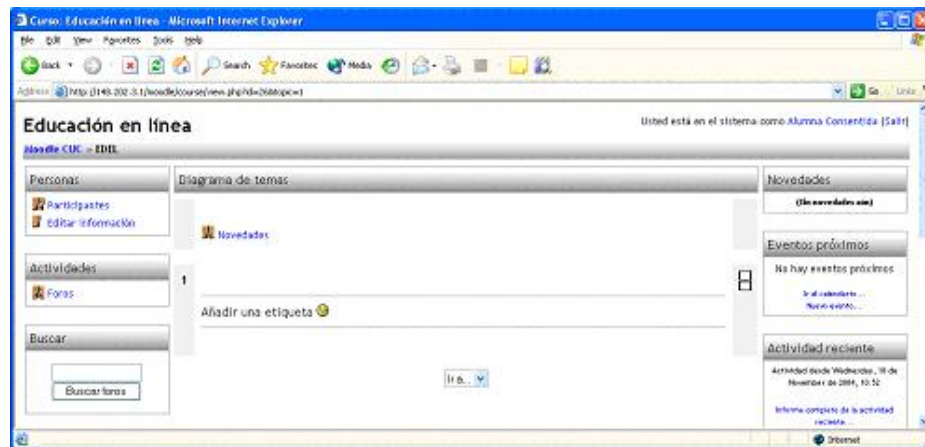 Curso: Educación en línea - Microsoft Internet Explorer
File Edit View Favorites Tools Help
Back Search Favorites Media
Address Go Links
Educación en línea
Usted está en el sistema como Alumna Consentida (Salir)
Moodle CUC » EDEL
Personas
Participantes
Editar información
Actividades
Foros
Buscar
Buscar foros
Diagrama de temas
Novedades
1
Añadir una etiqueta
Ir a...
Novedades
(Sin novedades aún)
Eventos próximos
No hay eventos próximos
Ir al calendario...
Nuevo evento...
Actividad reciente
Actividad desde Wednesday, 10 de
November de 2004, 10:52
Informe completo de la actividad
reciente...
Internet